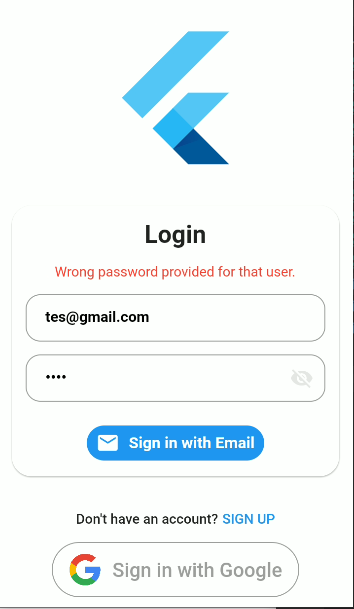 Login
Wrong password provided for that user.
tes@gmail.com
••••
Sign in with Email
Don't have an account? SIGN UP
Sign in with Google